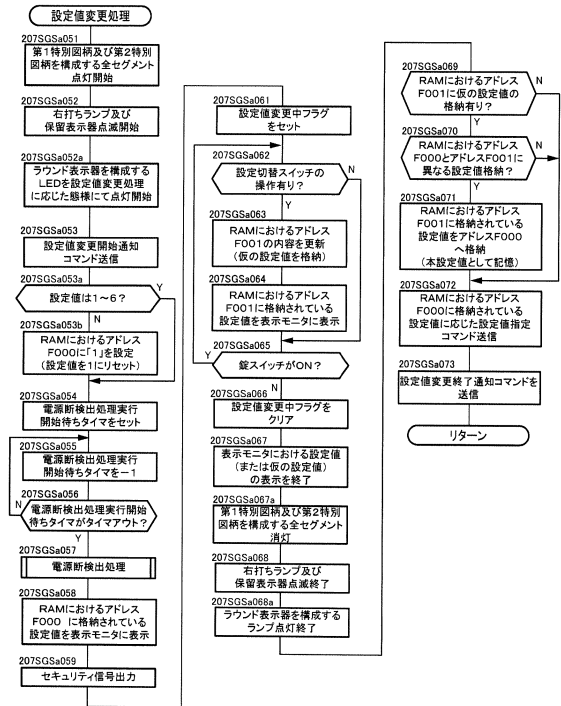 設定値変更処理
207SGSa051
第1特別図柄及び第2特別
図柄を構成する全セグメント
点灯開始
207SGSa052
右打ちランプ及び
保留表示器点滅開始
207SGSa052a
ラウンド表示器を構成する
LEDを設定値変更処理
に応じた態様にて点灯開始
207SGSa053
設定値変更開始通知
コマンド送信
207SGSa053a
設定値は1~6?
Y
N
207SGSa053b
RAMにおけるアドレス
F000に「1」を設定
(設定値を1にリセット)
207SGSa054
電源断検出処理実行
開始待ちタイマをセット
207SGSa055
電源断検出処理実行
開始待ちタイマを-1
207SGSa056
N
電源断検出処理実行開始
待ちタイマがタイムアウト?
Y
207SGSa057
電源断検出処理
207SGSa058
RAMにおけるアドレス
F000 に格納されている
設定値を表示モニタに表示
207SGSa059
セキュリティ信号出力
207SGSa061
設定値変更中フラグ
をセット
207SGSa062
設定切替スイッチの
操作有り?
N
Y
207SGSa063
RAMにおけるアドレス
F001の内容を更新
(仮の設定値を格納)
207SGSa064
RAMにおけるアドレス
F001に格納されている
設定値を表示モニタに表示
207SGSa065
Y
錠スイッチがON?
N
207SGSa066
設定値変更中フラグを
クリア
207SGSa067
表示モニタにおける設定値
(または仮の設定値)
の表示を終了
207SGSa067a
第1特別図柄及び第2特別
図柄を構成する全セグメント
消灯
207SGSa068
右打ちランプ及び
保留表示器点滅終了
207SGSa068a
ラウンド表示器を構成する
ランプ点灯終了
207SGSa069
RAMにおけるアドレス
F001に仮の設定値の
格納有り?
N
Y
207SGSa070
RAMにおけるアドレス
F000とアドレスF001に
異なる設定値格納?
N
Y
207SGSa071
RAMにおけるアドレス
F001に格納されている
設定値をアドレスF000
へ格納
(本設定値として記憶)
207SGSa072
RAMにおけるアドレス
F000に格納されている
設定値に応じた設定値指定
コマンド送信
207SGSa073
設定値変更終了通知コマンドを
送信
リターン